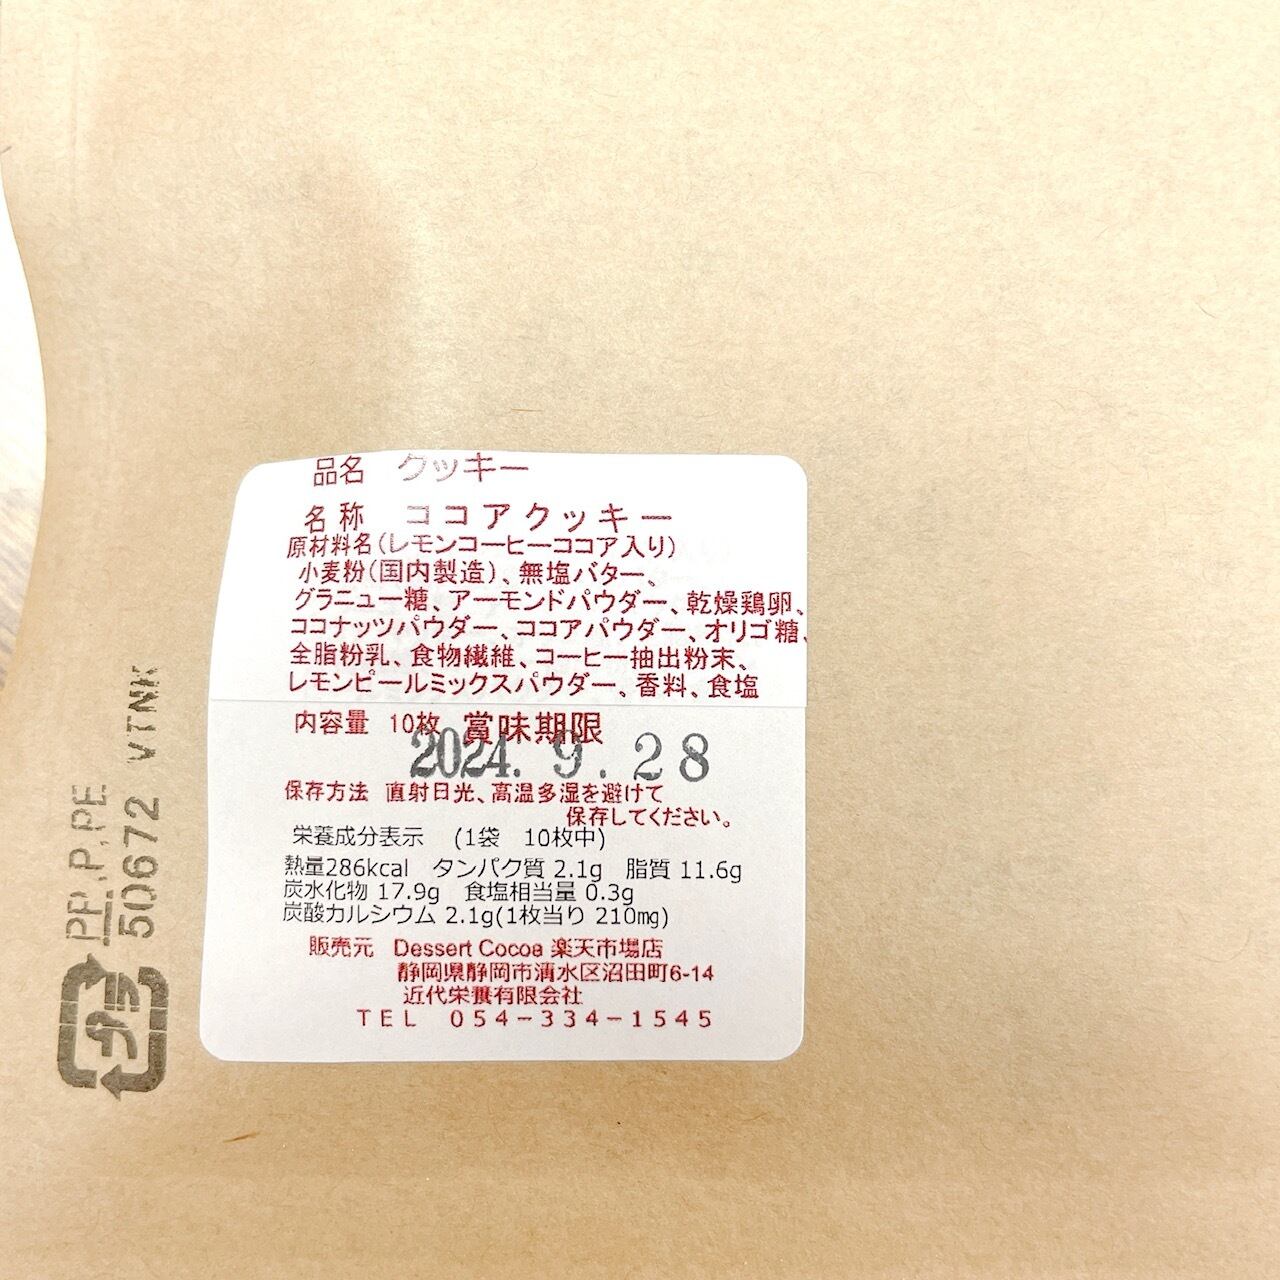 品名 クッキー
名称 ココアクッキー
原材料名(レモンコーヒーココア入り)
小麦粉(国内製造)、無塩バター、
グラニュー糖、アーモンドパウダー、乾燥鶏卵、
ココナッツパウダー、ココアパウダー、オリゴ糖、
全脂粉乳、食物繊維、コーヒー抽出粉末、
レモンピールミックスパウダー、香料、食塩
内容量 10枚 賞味期限
2024. 9. 28
保存方法 直射日光、高温多湿を避けて
保存してください。
栄養成分表示 (1袋 10枚中)
熱量286kcal タンパク質 2.1g 脂質 11.6g
炭水化物 17.9g 食塩相当量 0.3g
炭酸カルシウム 2.1g(1枚当り 210mg)
販売元 Dessert Cocoa 楽天市場店
静岡県静岡市清水区沼田町6-14
近代栄養有限会社
TEL 054-334-1545
プラ
PP,P,PE
50672 VTNK